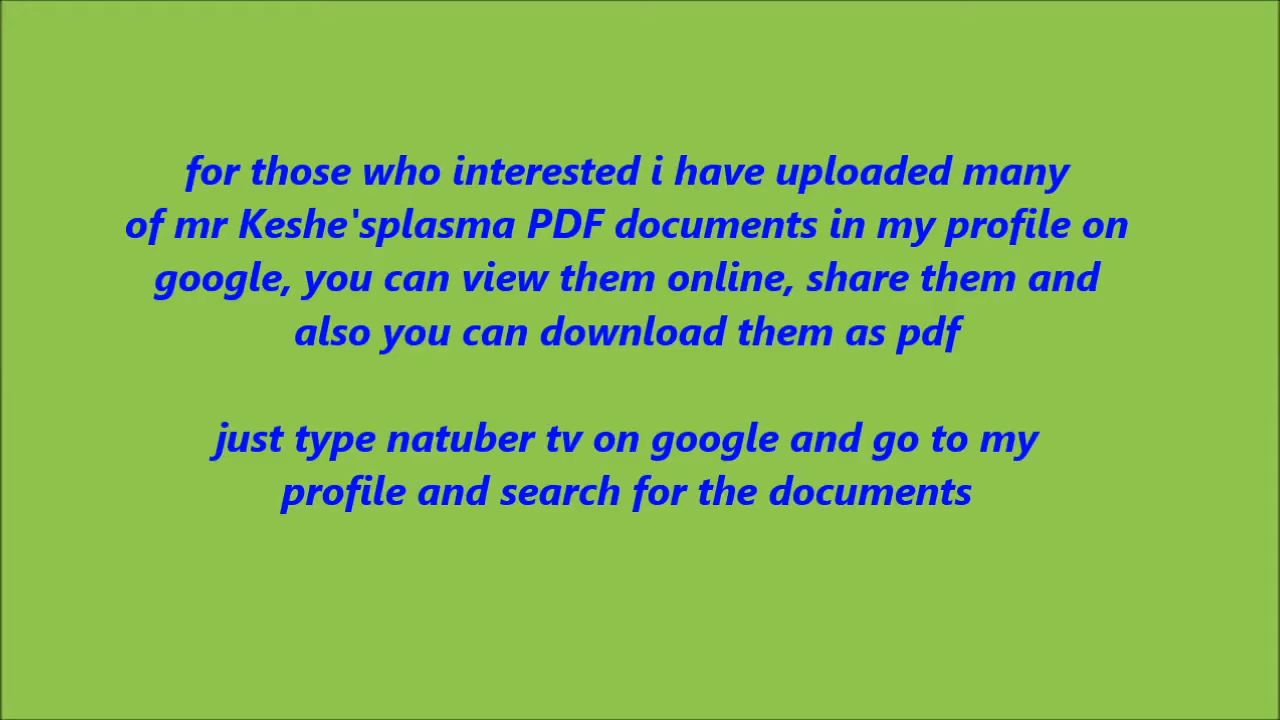 for those who interested i have uploaded many
of mr Keshe'splasma PDF documents in my profile on
google, you can view them online, share them and
also you can download them as pdf
just type natuber tv on google and go to my
profile and search for the documents